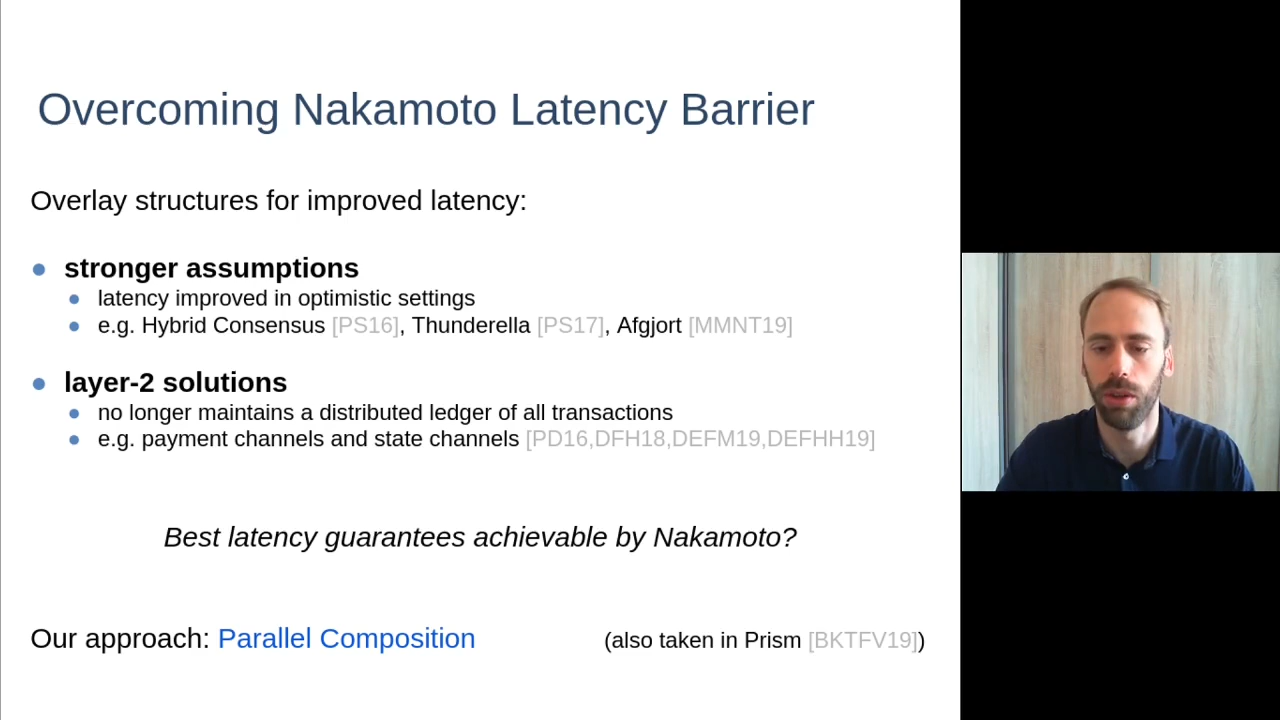 Overcoming Nakamoto Latency Barrier
Overlay structures for improved latency:
● stronger assumptions
● latency improved in optimistic settings
● e.g. Hybrid Consensus [PS16], Thunderella [PS17], Afgjort [MMNT19]
● layer-2 solutions
● no longer maintains a distributed ledger of all transactions
● e.g. payment channels and state channels [PD16,DFH18,DEFM19,DEFHH19]
Best latency guarantees achievable by Nakamoto?
Our approach: Parallel Composition (also taken in Prism [BKTFV19])